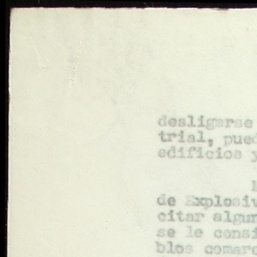 desligarse
trial, pued
edificios y
de Explosiv
citar algun
se le consi
blos comarc